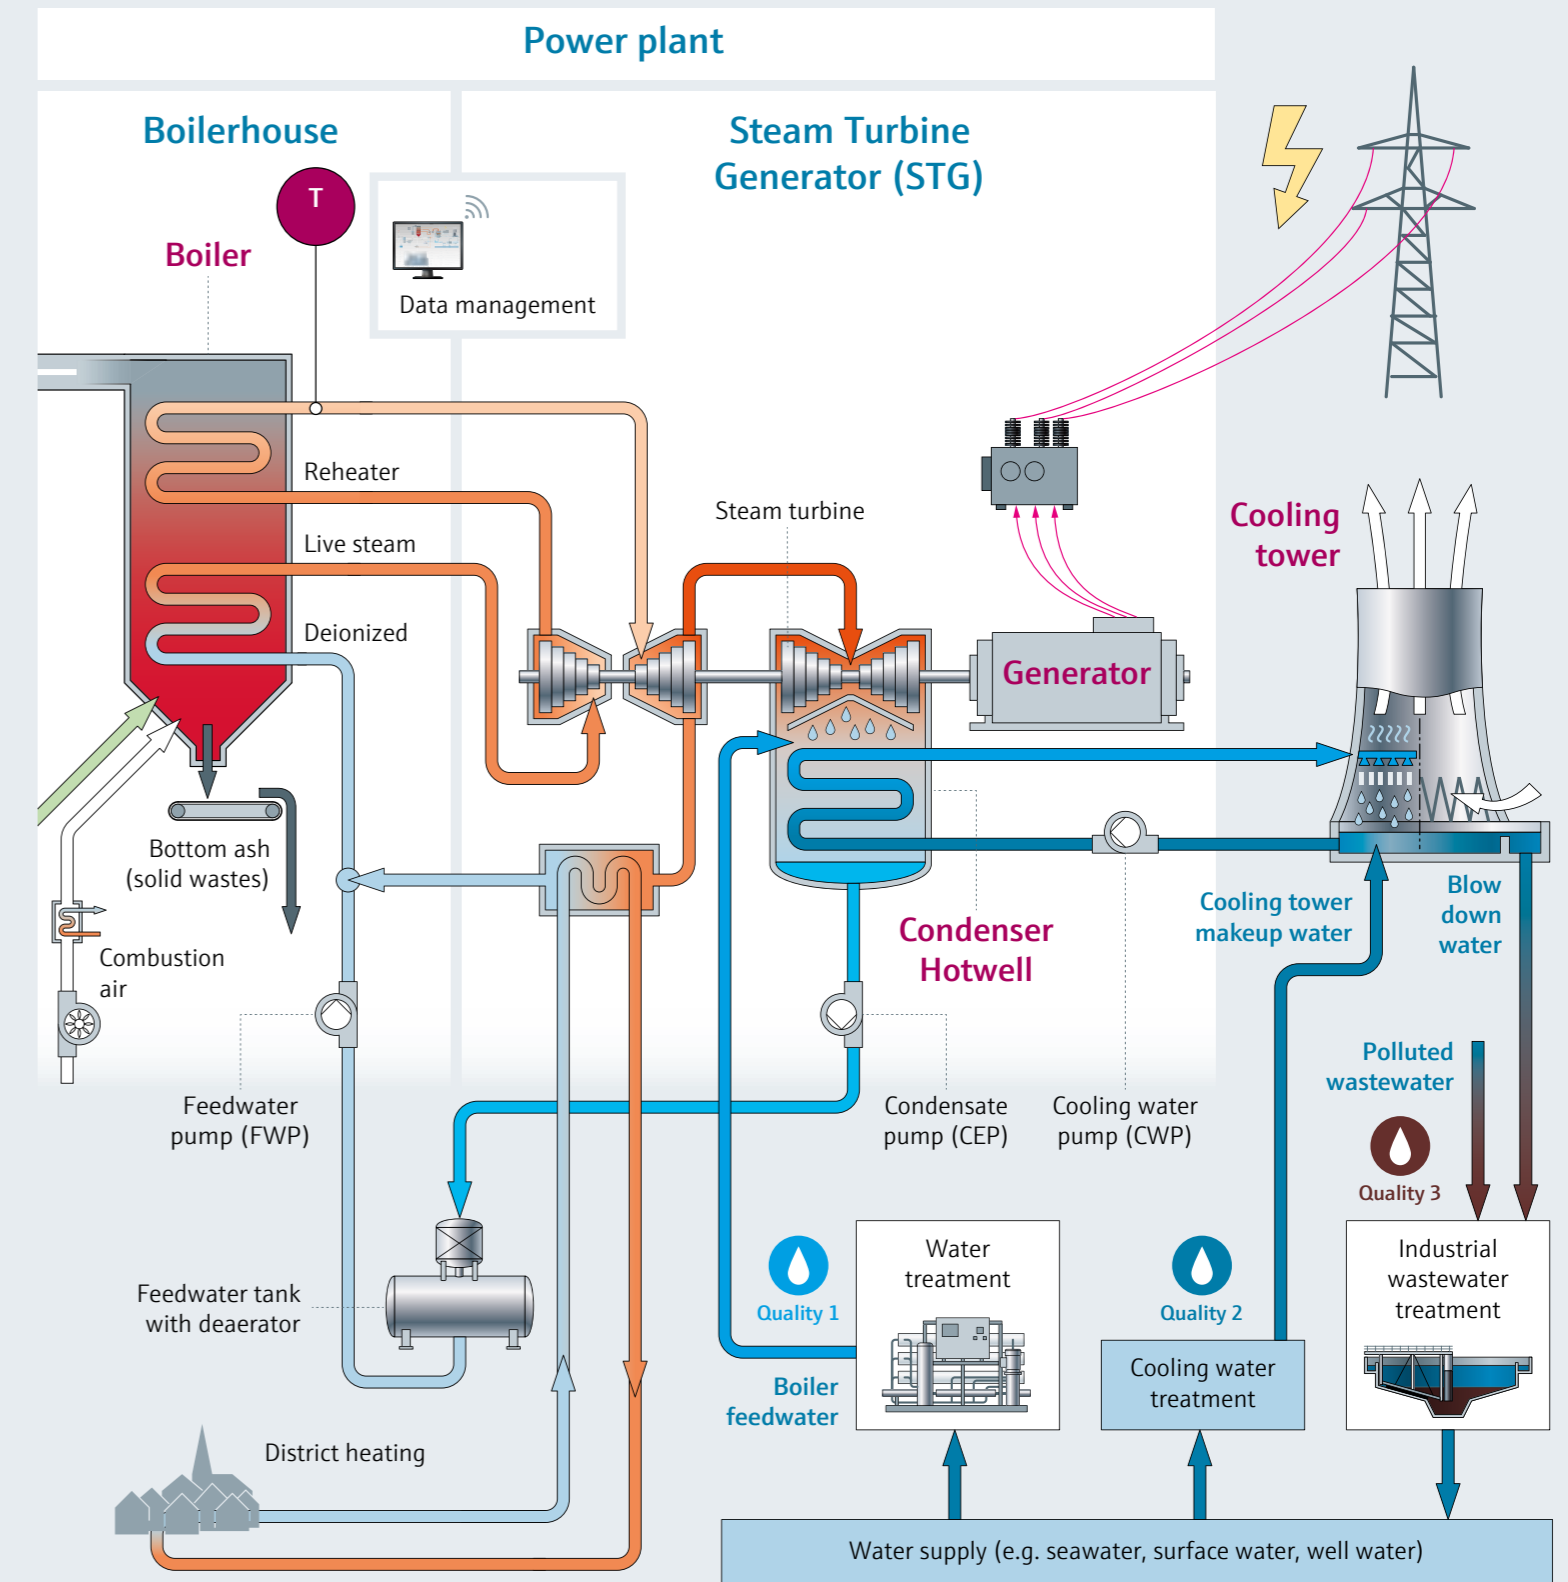 Power plant
Boilerhouse
Steam Turbine
Generator (STG)
T
Boiler
Data management
Reheater
Live steam
Deionized
Steam turbine
Cooling
tower
Generator
Bottom ash
(solid wastes)
Combustion
air
Condenser
Hotwell
Cooling tower
makeup water
Blow
down
water
Polluted
wastewater
Quality 3
Feedwater
pump (FWP)
Condensate
pump (CEP)
Cooling water
pump (CWP)
Feedwater tank
with deaerator
Quality 1
Water
treatment
Quality 2
Industrial
wastewater
treatment
Boiler
feedwater
Cooling water
treatment
District heating
Water supply (e.g. seawater, surface water, well water)